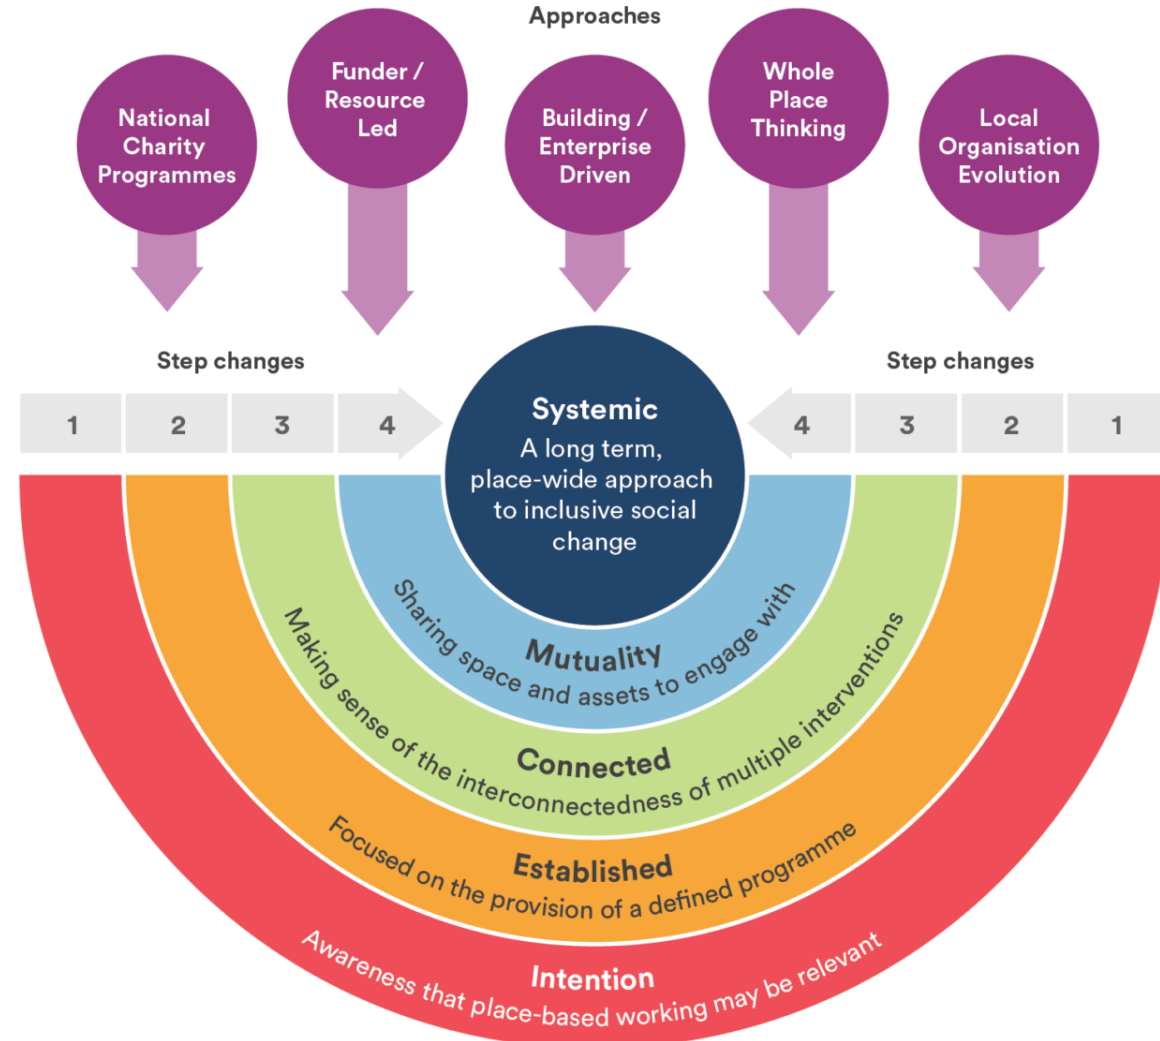 Approaches
National
Charity
Programmes
Funder /
Resource
Led
Building /
Enterprise
Driven
Whole
Place
Thinking
Local
Organisation
Evolution
Step changes
Step changes
1 2 3 4
4 3 2 1
Systemic
A long term,
place-wide approach
to inclusive social
change
Mutuality
Sharing space and assets to engage with
Connected
Making sense of the interconnectedness of multiple interventions
Established
Focused on the provision of a defined programme
Intention
Awareness that place-based working may be relevant